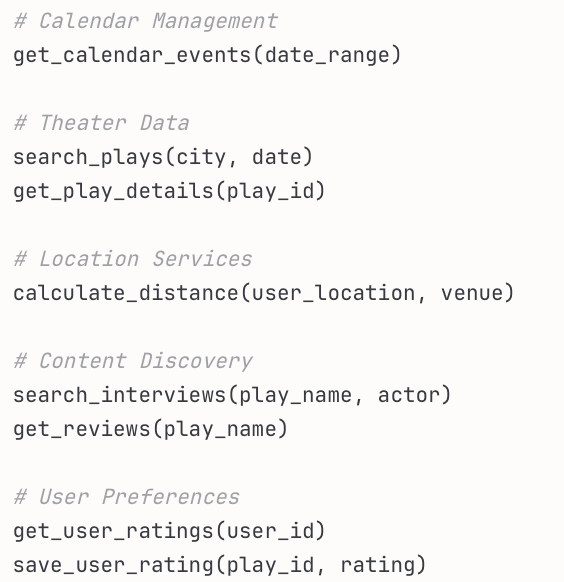 # Calendar Management
get_calendar_events(date_range)
# Theater Data
search_plays(city, date)
get_play_details(play_id)
# Location Services
calculate_distance(user_location, venue)
# Content Discovery
search_interviews(play_name, actor)
get_reviews(play_name)
# User Preferences
get_user_ratings(user_id)
save_user_rating(play_id, rating)